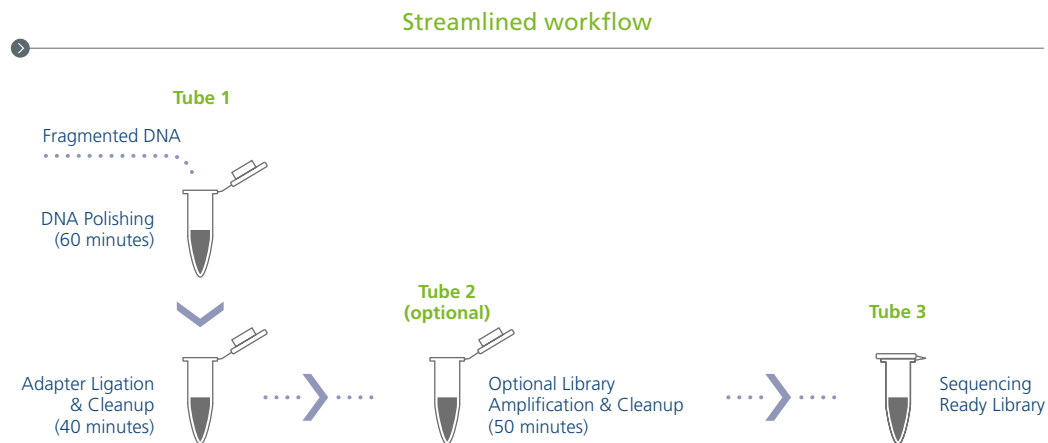 Streamlined workflow
Tube 1
Fragmented DNA
DNA Polishing
(60 minutes)
Adapter Ligation
& Cleanup
(40 minutes)
Tube 2
(optional)
Optional Library
Amplification & Cleanup
(50 minutes)
Tube 3
Sequencing
Ready Library